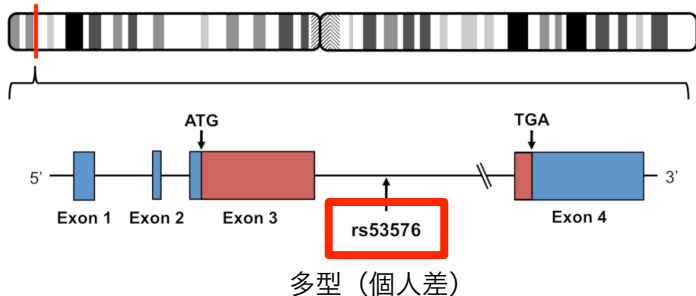 ATG
TGA
5’
3’
Exon 1
Exon 2
Exon 3
Exon 4
rs53576
多型（個人差）